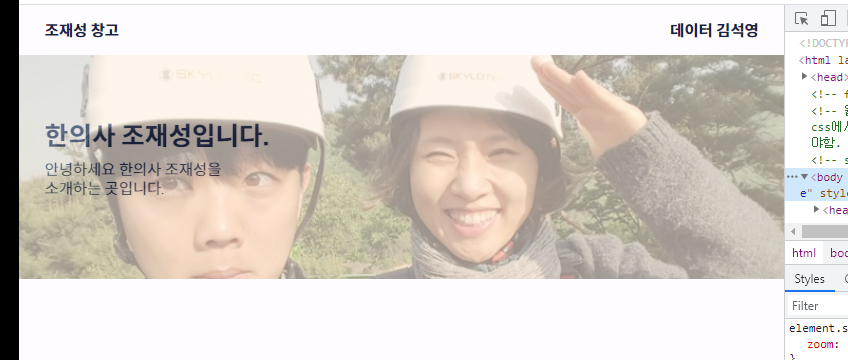 조재성 창고
데이터 김석영
SKYLOTEC
SKYLOTEC
한의사 조재성입니다.
안녕하세요 한의사 조재성을
소개하는 곳입니다.
<!DOCTYP
<html la
<head>
<!-- f
<!--
css에서
야함.
<!-- s
<body
e" style
<hea
html
bod
Styles
Filter
element.s
zoom:
}